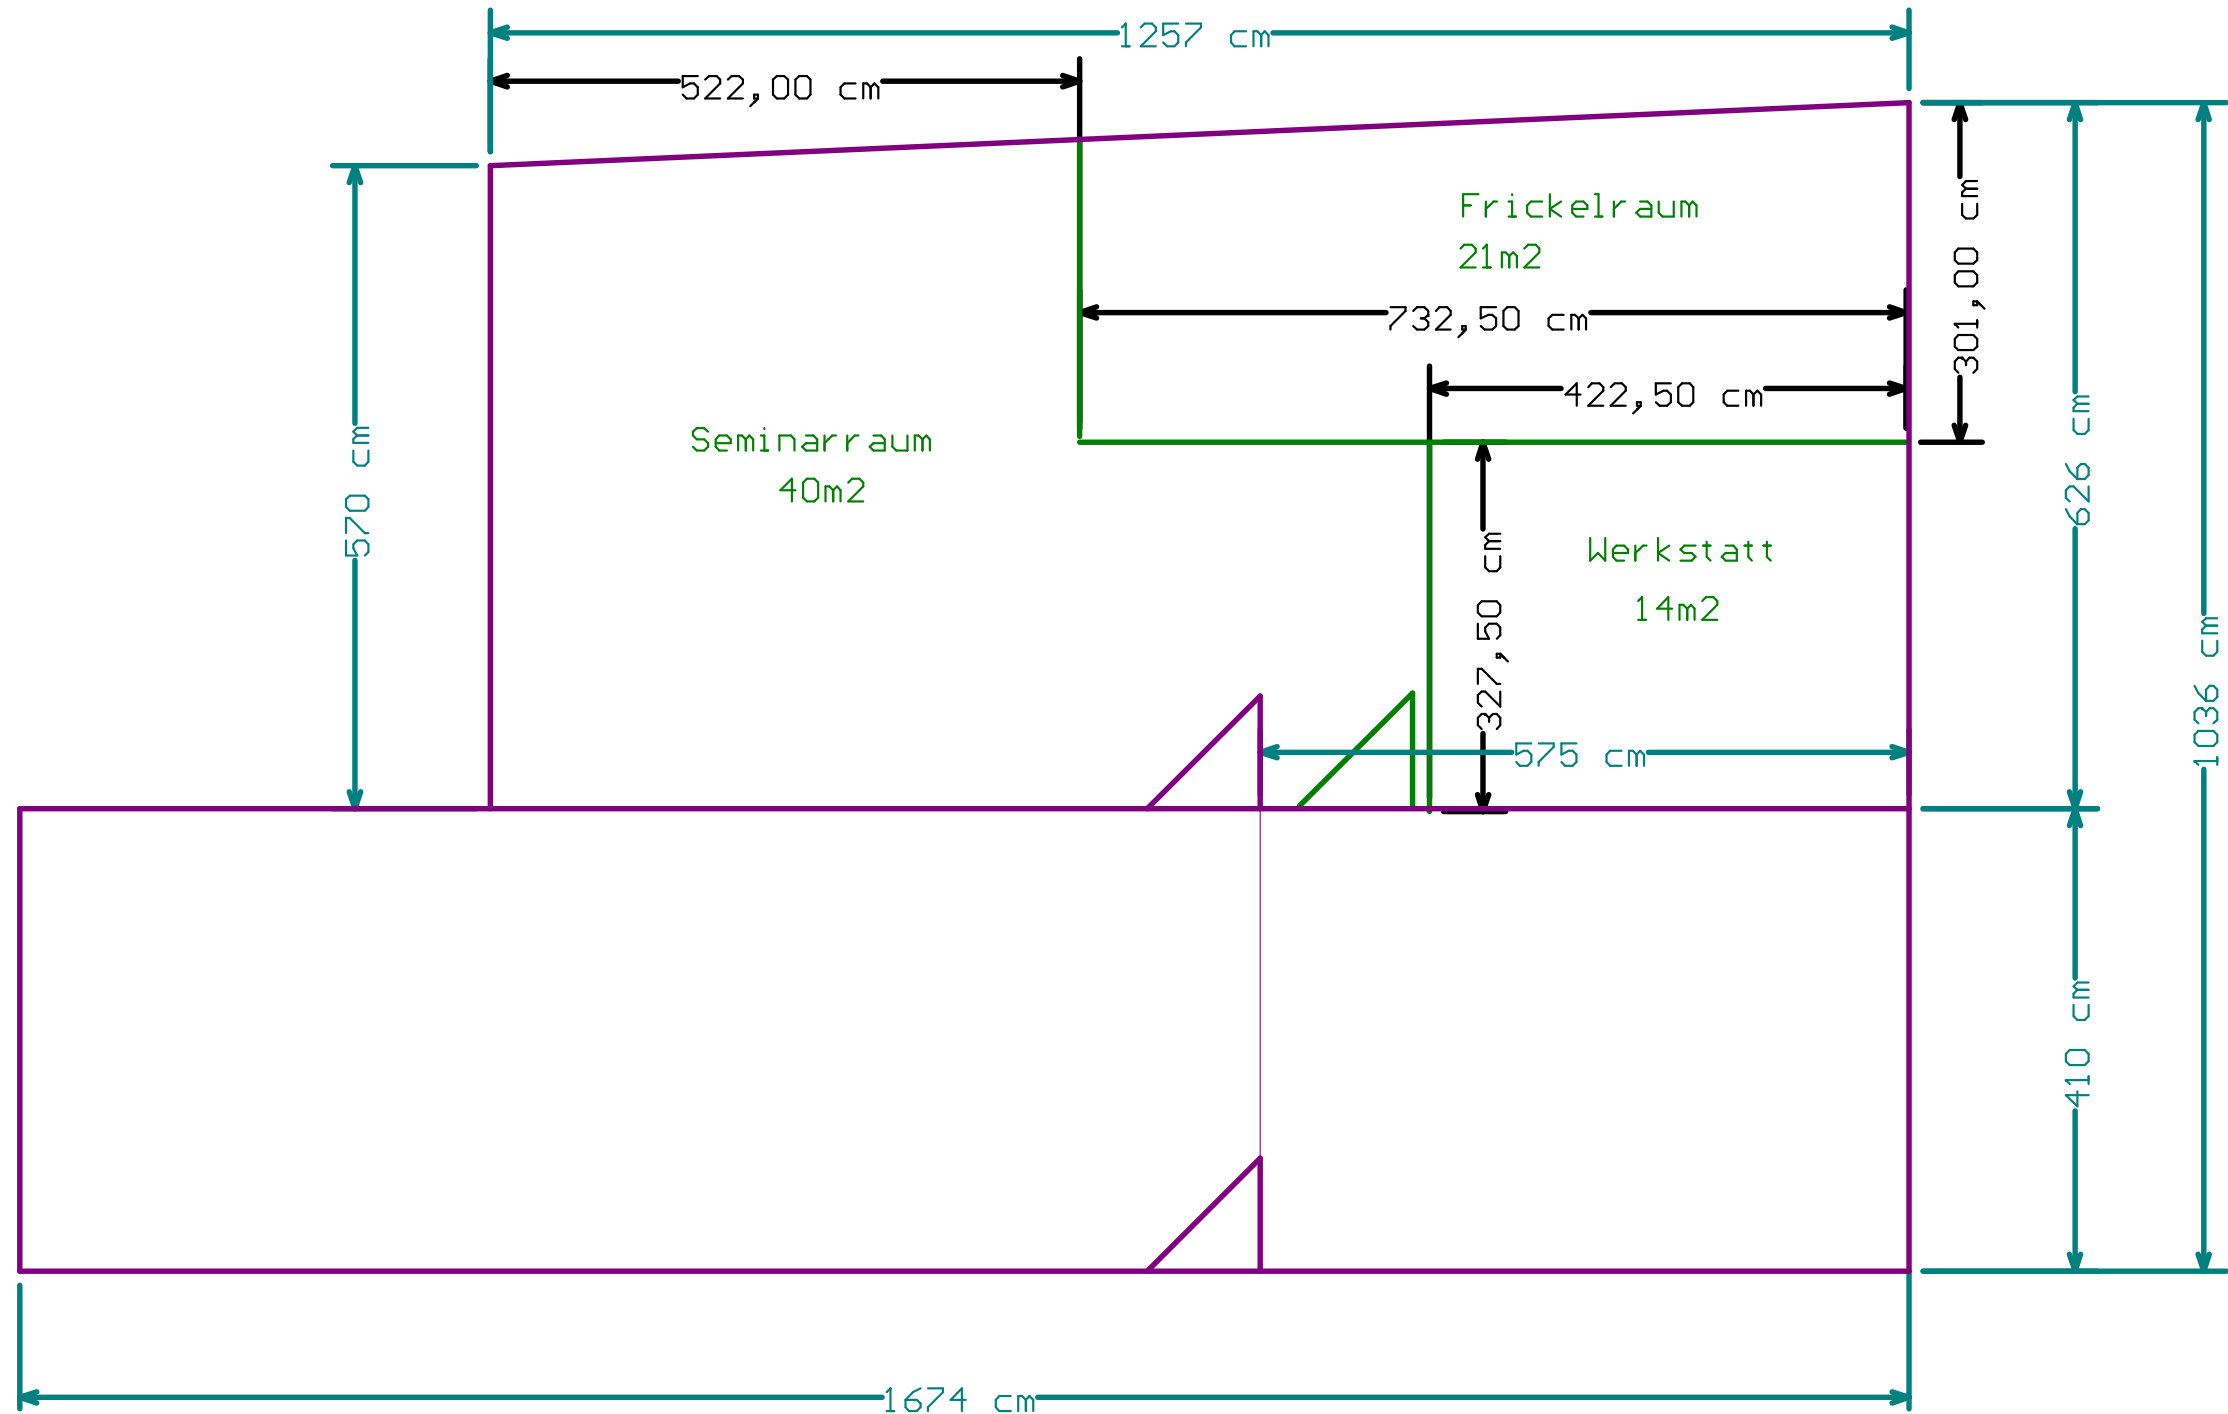 1257 cm
522,00 cm
Frickelraum
21m2
301,00 cm
732,50 cm
422,50 cm
626 cm
570 cm
Seminarraum
40m2
327,50 cm
Werkstatt
14m2
1036 cm
575 cm
410 cm
1674 cm